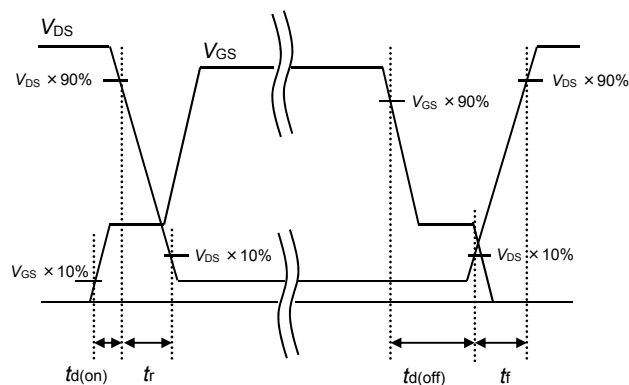 VDS
VGS
VDS × 90%
VDS × 90%
VGS × 90%
VDS × 10%
VDS × 10%
VGS × 10%
td(on)
tr
td(off)
tf